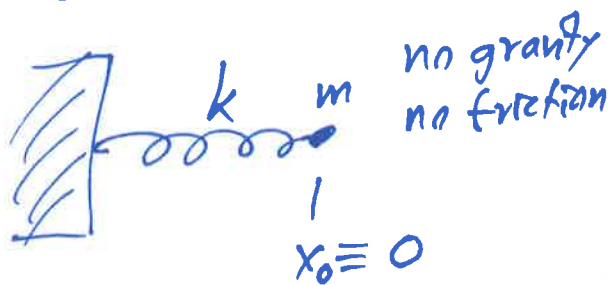 no gravity
k m no friction
x₀ ≡ 0